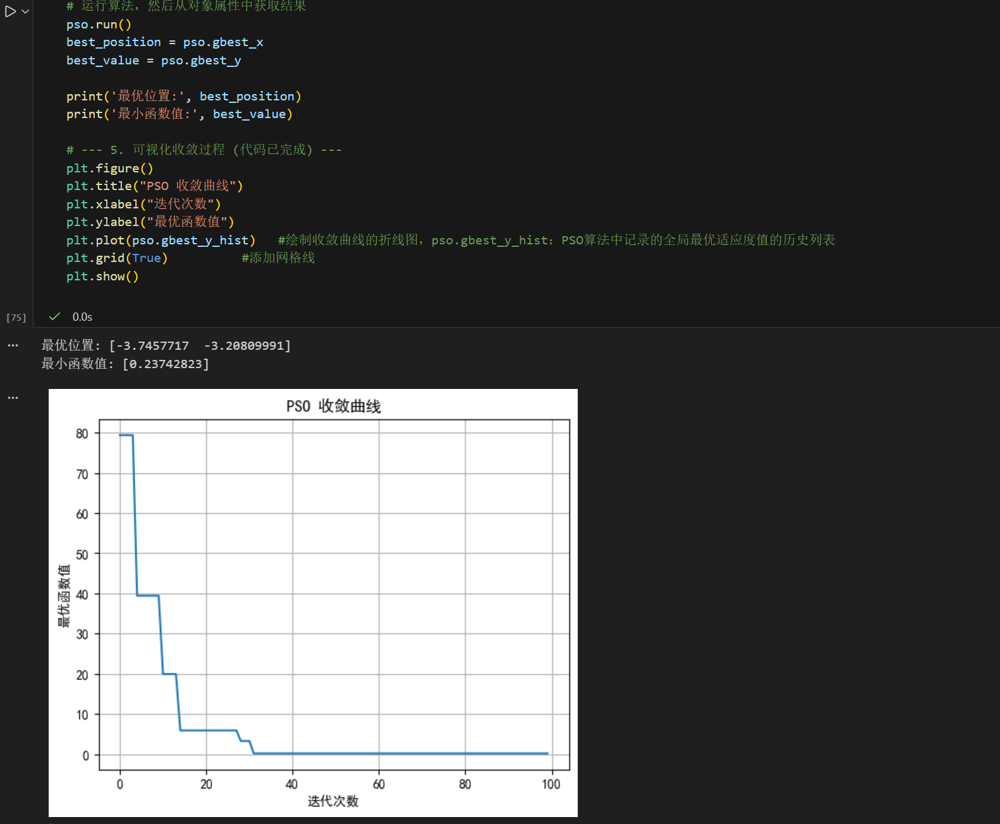 # 运行算法，然后从对象属性中获取结果
pso.run()
best_position = pso.gbest_x
best_value = pso.gbest_y
print('最优位置:', best_position)
print('最小函数值:', best_value)
# --- 5. 可视化收敛过程 (代码已完成) ---
plt.figure()
plt.title("PSO 收敛曲线")
plt.xlabel("迭代次数")
plt.ylabel("最优函数值")
plt.plot(pso.gbest_y_hist)   #绘制收敛曲线的折线图，pso.gbest_y_hist：PSO算法中记录的全局最优适应度值的历史列表
plt.grid(True)          #添加网格线
plt.show()
[75]
0.0s
最优位置: [-3.7457717  -3.20809991]
最小函数值: [0.23742823]
PSO 收敛曲线
80
70
60
50
40
30
20
10
0
最优函数值
0 20 40 60 80 100
迭代次数